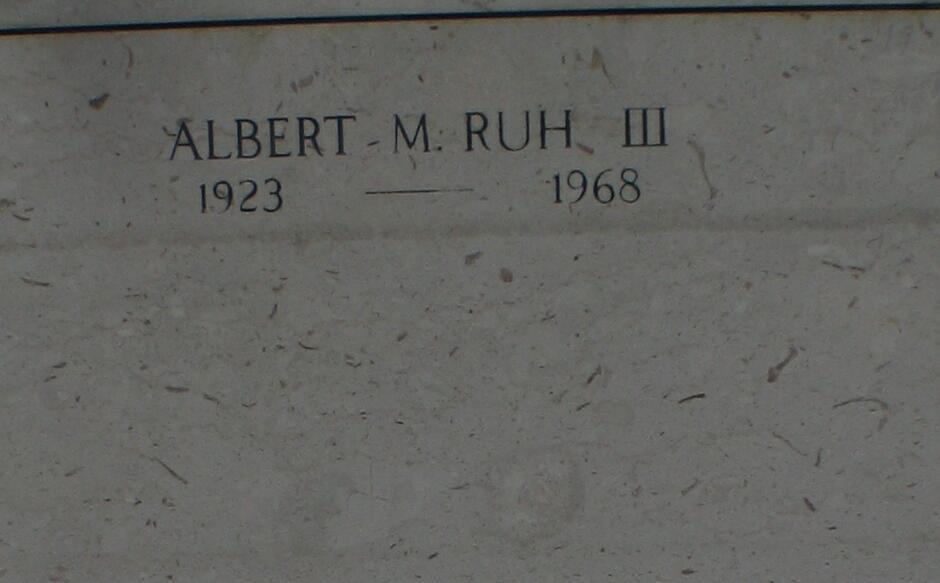 ALBERT M. RUH III
1923 — 1968